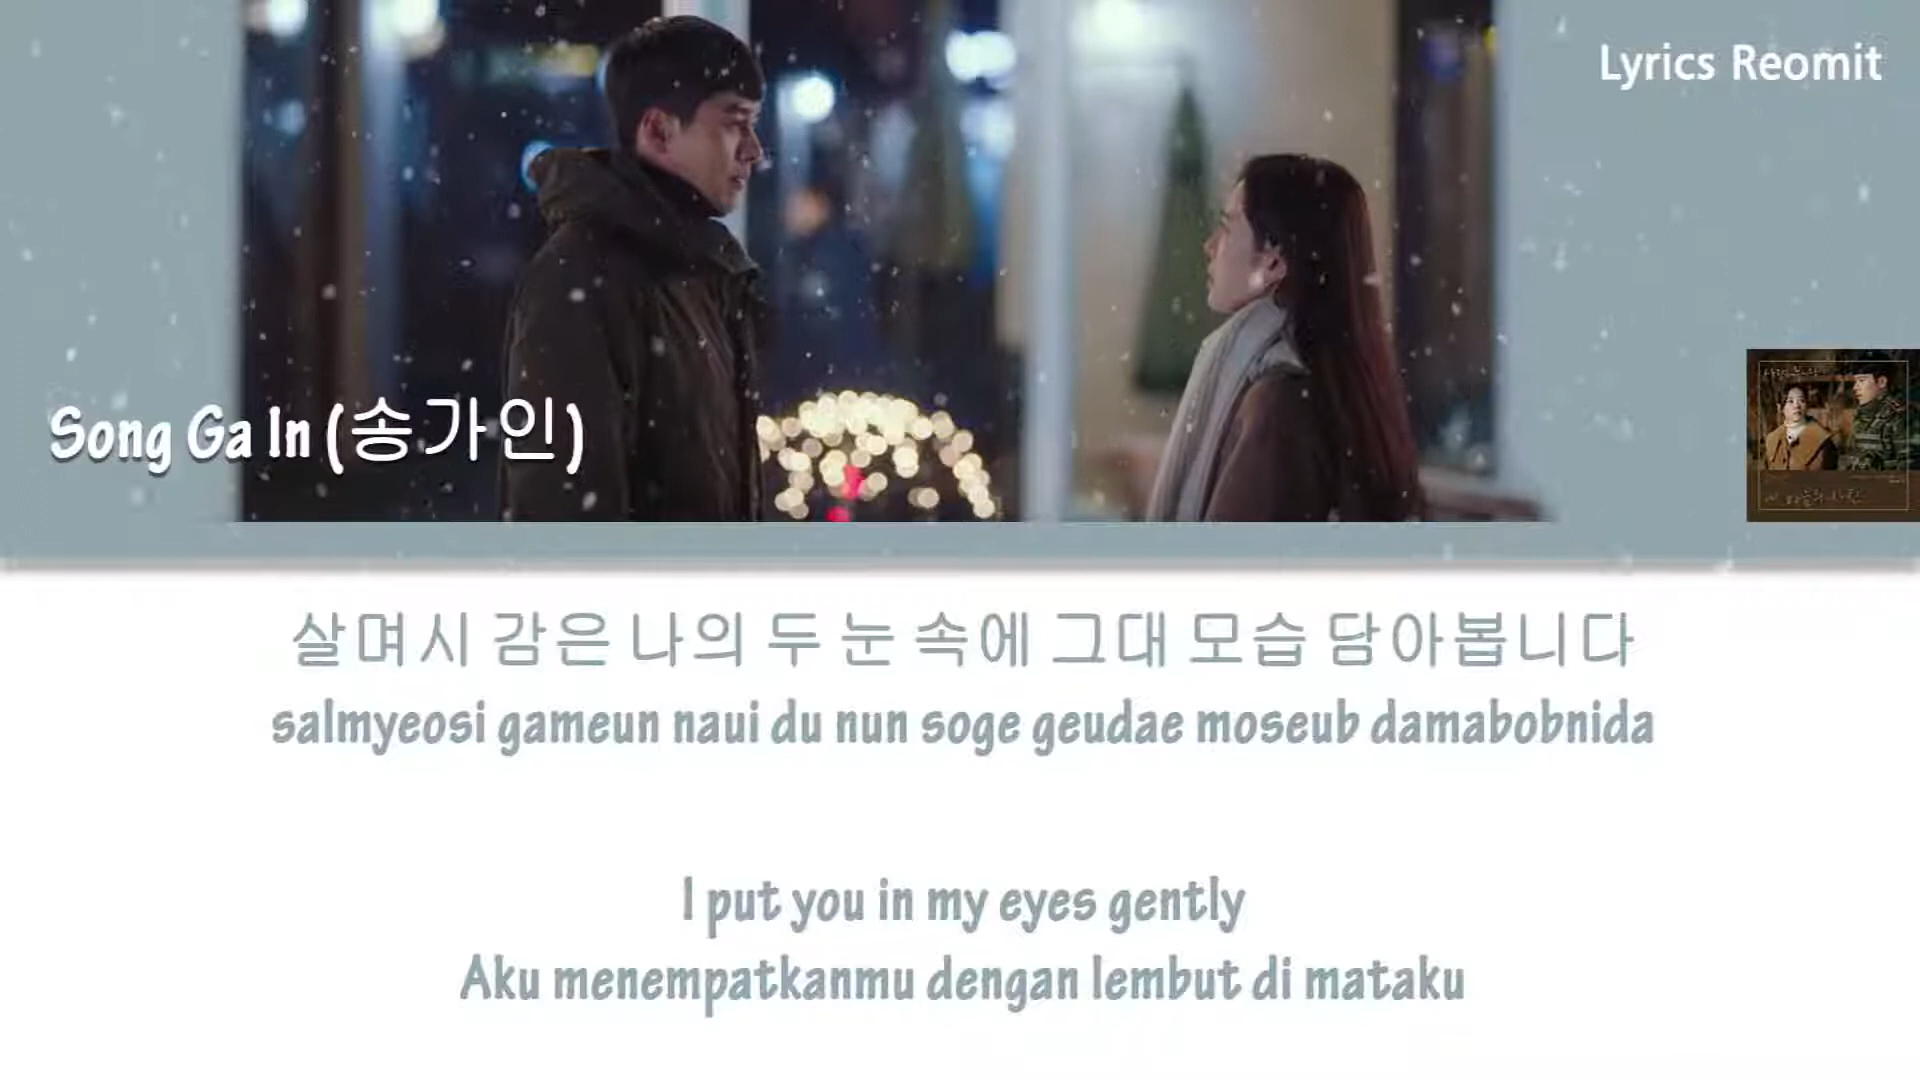 Lyrics Reomit
Song Ga In (송가인)
살며시 감은 나의 두 눈 속에 그대 모습 담아봅니다
salmyeosi gameun naui du nun soge geudae moseub damabobnida
I put you in my eyes gently
Aku menempatkanmu dengan lembut di mataku